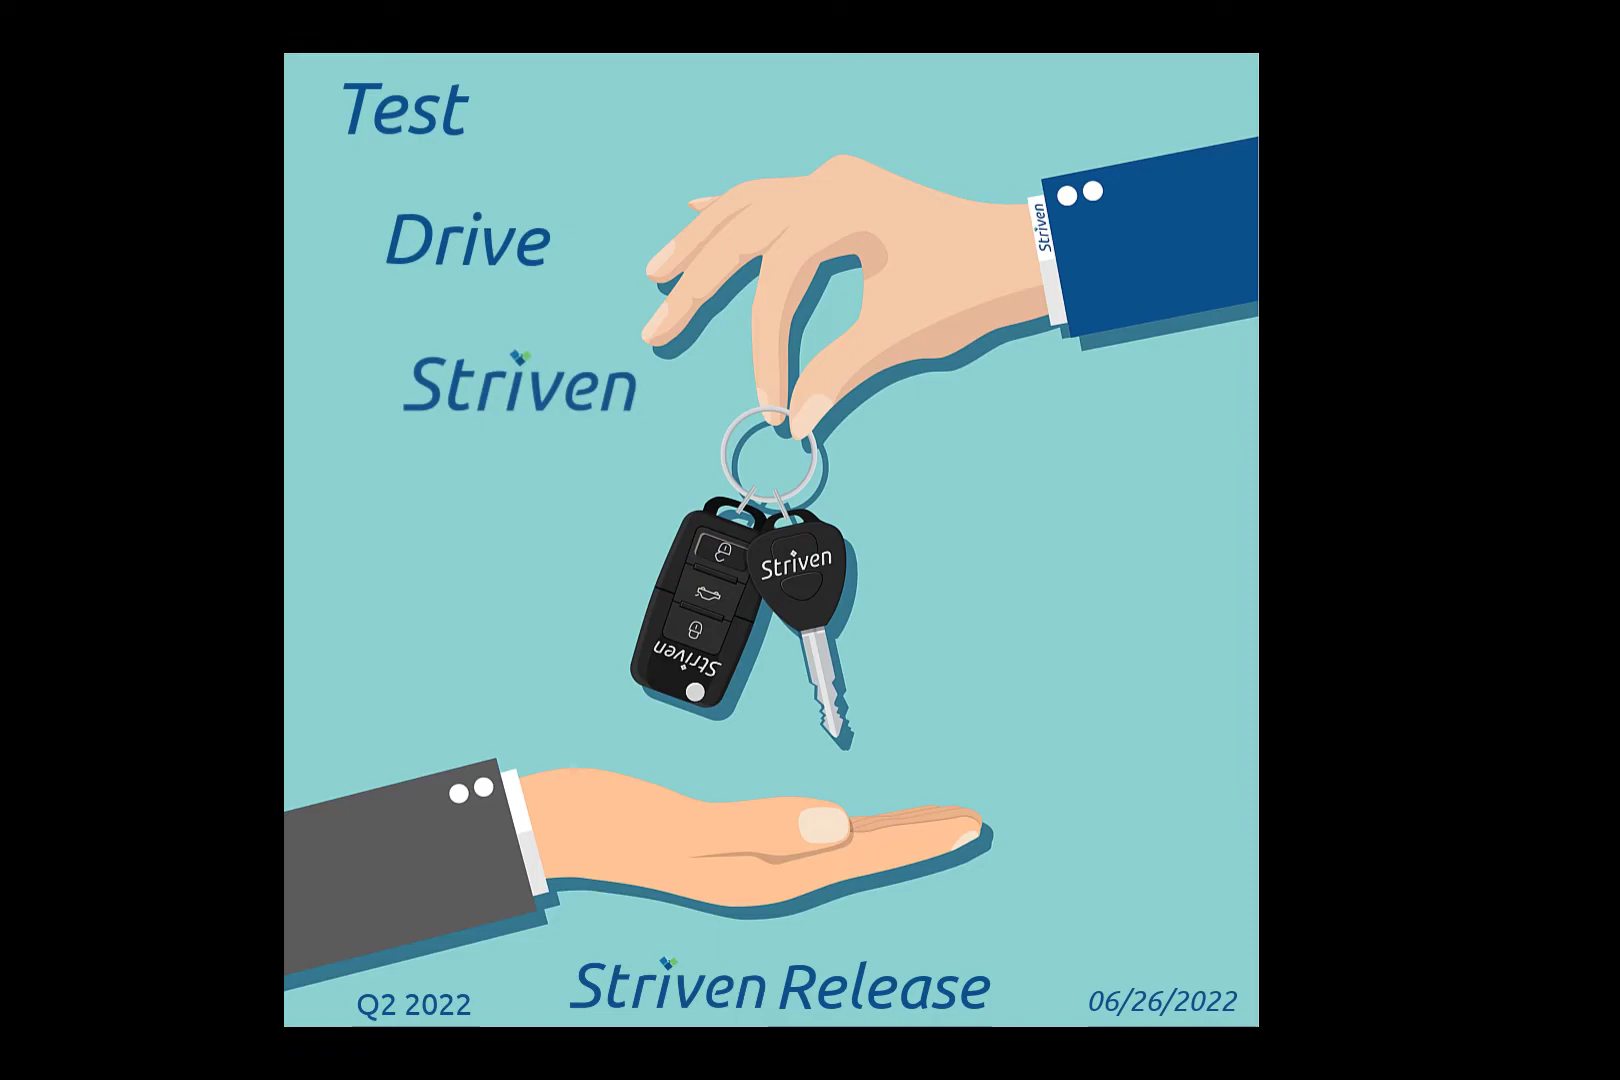 Test
Drive
Striven
Striven
Striven
Striven
Striven Release
Q2 2022
06/26/2022